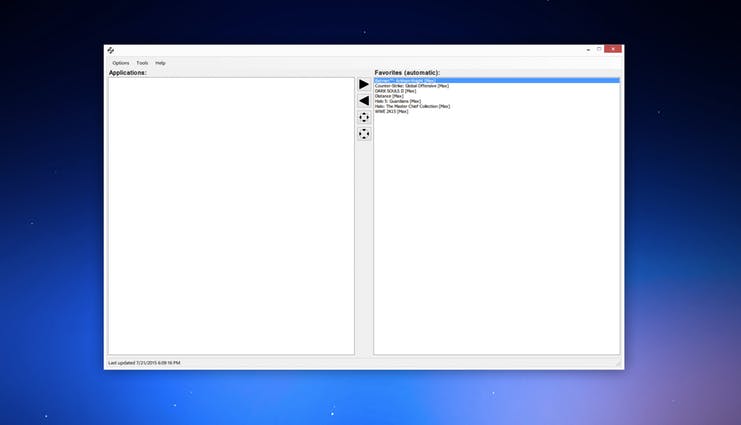 Options Tools Help
Applications:
Favorites (automatic):
Batman™: Arkham Knight [Max]
Counter-Strike: Global Offensive [Max]
DARK SOULS II [Max]
Distance [Max]
Halo 5: Guardians [Max]
Halo: The Master Chief Collection [Max]
WWE 2K15 [Max]
Last updated 7/21/2015 6:09:16 PM